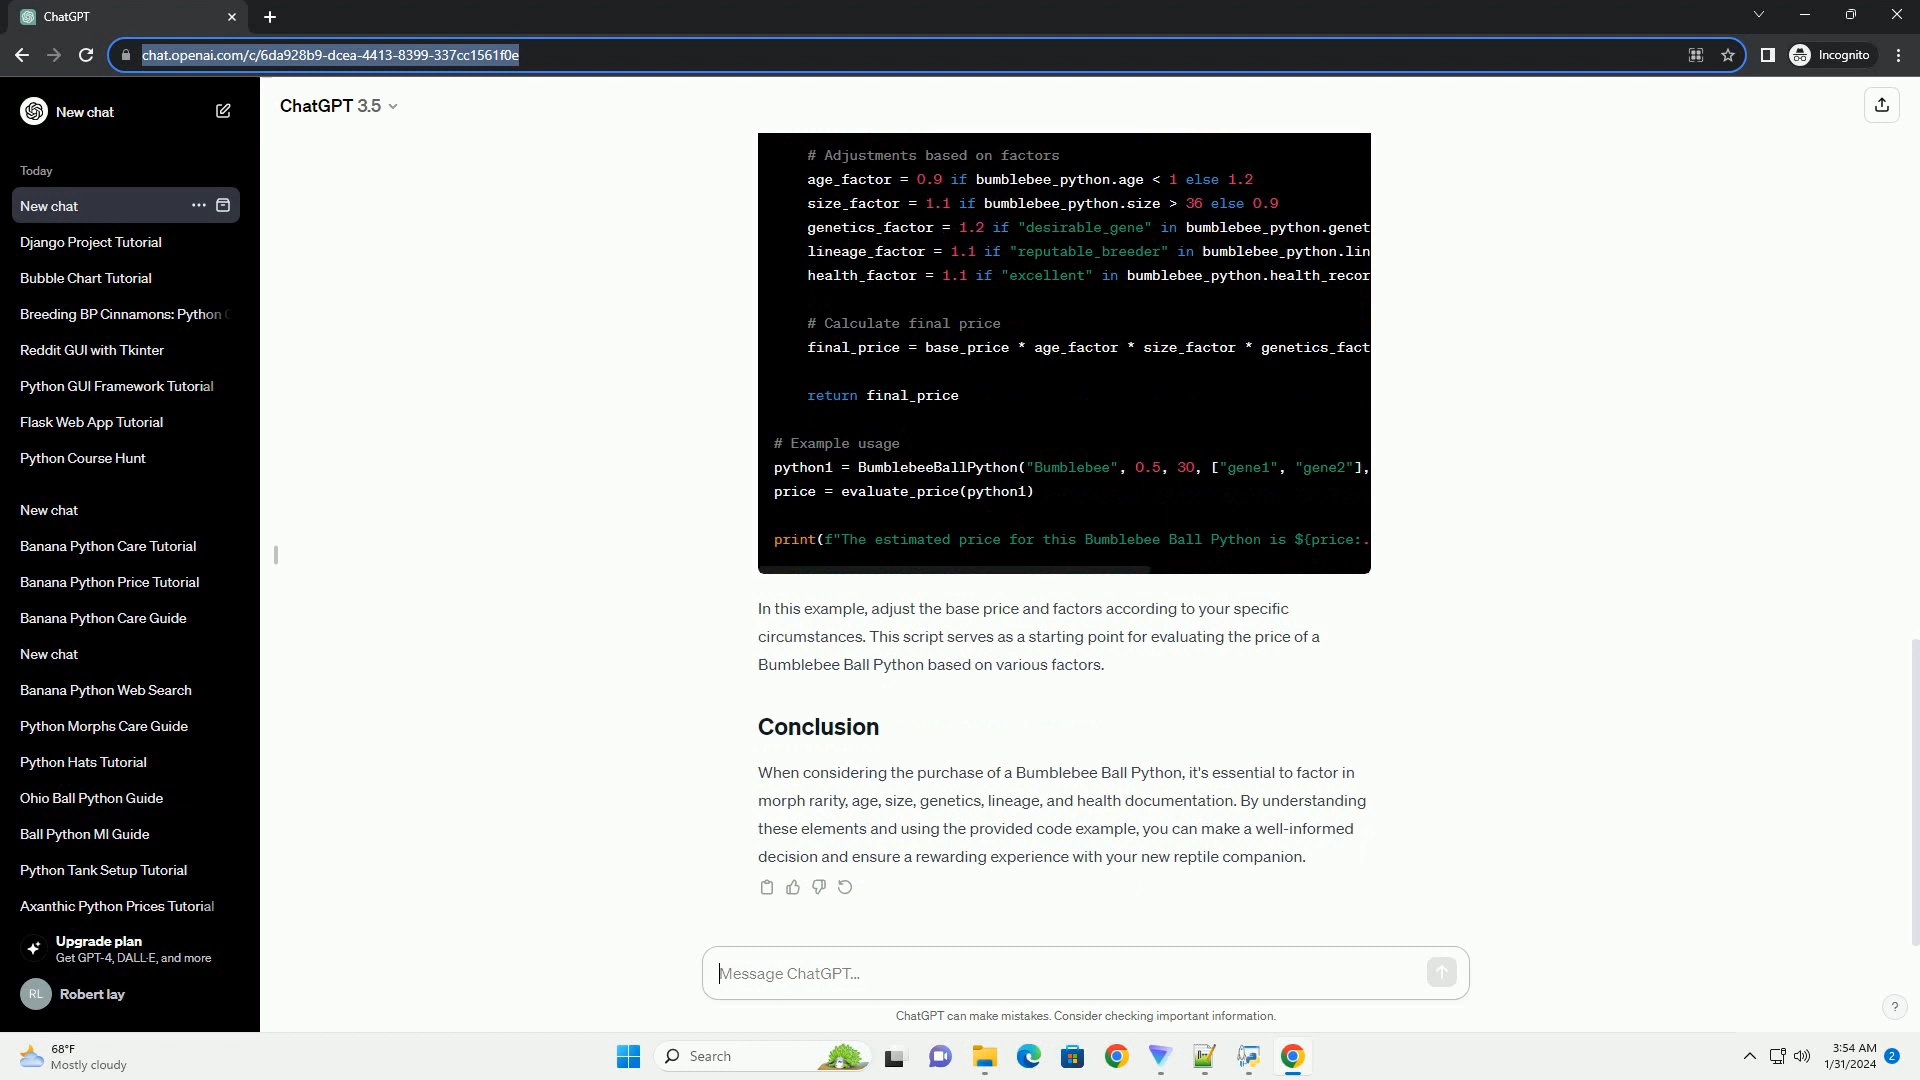 ChatGPT
chat.openai.com/c/6da928b9-dcea-4413-8399-337cc1561f0e
Incognito
New chat
ChatGPT 3.5
Today
New chat
Django Project Tutorial
Bubble Chart Tutorial
Breeding BP Cinnamons: Python
Reddit GUI with Tkinter
Python GUI Framework Tutorial
Flask Web App Tutorial
Python Course Hunt
New chat
Banana Python Care Tutorial
Banana Python Price Tutorial
Banana Python Care Guide
New chat
Banana Python Web Search
Python Morphs Care Guide
Python Hats Tutorial
Ohio Ball Python Guide
Ball Python MI Guide
Python Tank Setup Tutorial
Axanthic Python Prices Tutorial
Upgrade plan
Get GPT-4, DALL·E, and more
RL Robert lay
# Adjustments based on factors
age_factor = 0.9 if bumblebee_python.age < 1 else 1.2
size_factor = 1.1 if bumblebee_python.size > 36 else 0.9
genetics_factor = 1.2 if "desirable_gene" in bumblebee_python.genet
lineage_factor = 1.1 if "reputable_breeder" in bumblebee_python.lin
health_factor = 1.1 if "excellent" in bumblebee_python.health_recor
# Calculate final price
final_price = base_price * age_factor * size_factor * genetics_fact
return final_price
# Example usage
python1 = BumblebeeBallPython("Bumblebee", 0.5, 30, ["gene1", "gene2"],
price = evaluate_price(python1)
print(f"The estimated price for this Bumblebee Ball Python is ${price:.
In this example, adjust the base price and factors according to your specific
circumstances. This script serves as a starting point for evaluating the price of a
Bumblebee Ball Python based on various factors.
Conclusion
When considering the purchase of a Bumblebee Ball Python, it's essential to factor in
morph rarity, age, size, genetics, lineage, and health documentation. By understanding
these elements and using the provided code example, you can make a well-informed
decision and ensure a rewarding experience with your new reptile companion.
Message ChatGPT...
ChatGPT can make mistakes. Consider checking important information.
?
68°F
Mostly cloudy
Search
3:54 AM
1/31/2024
2